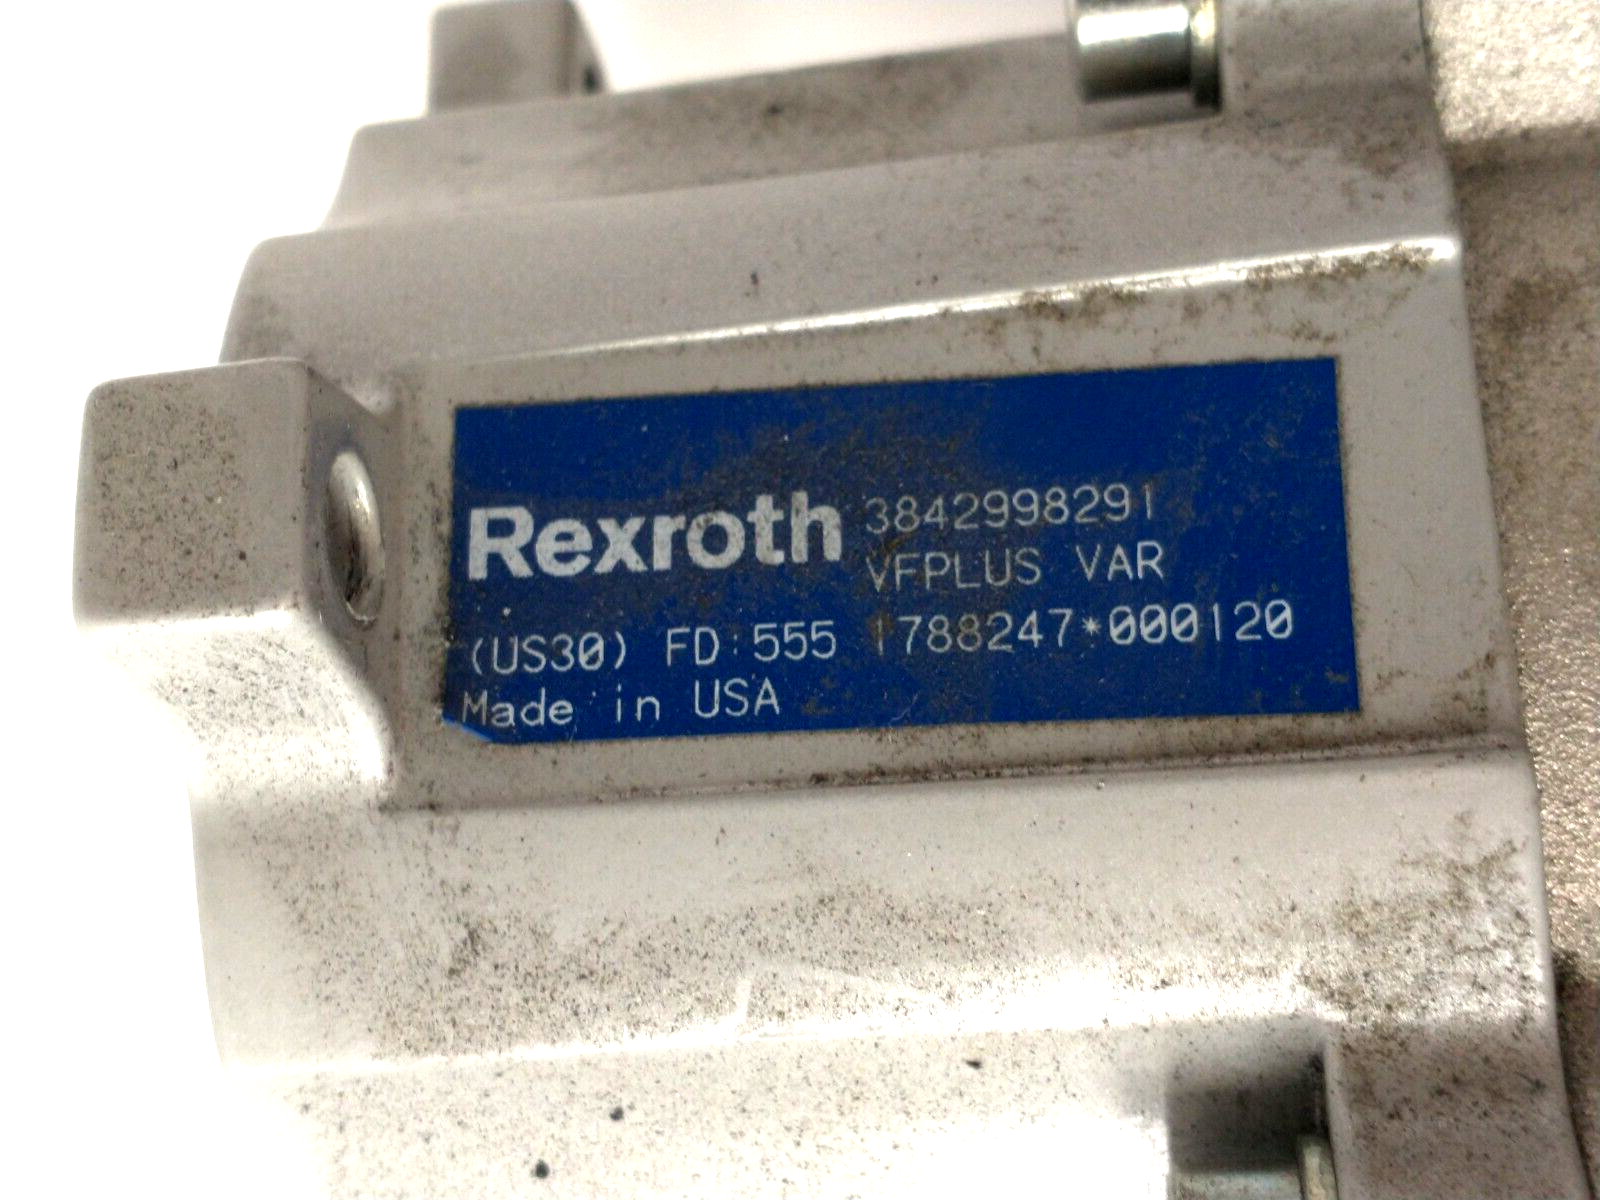 Rexroth 3842998291
VFPLUS VAR
(US30) FD:555 1788247*000120
Made in USA